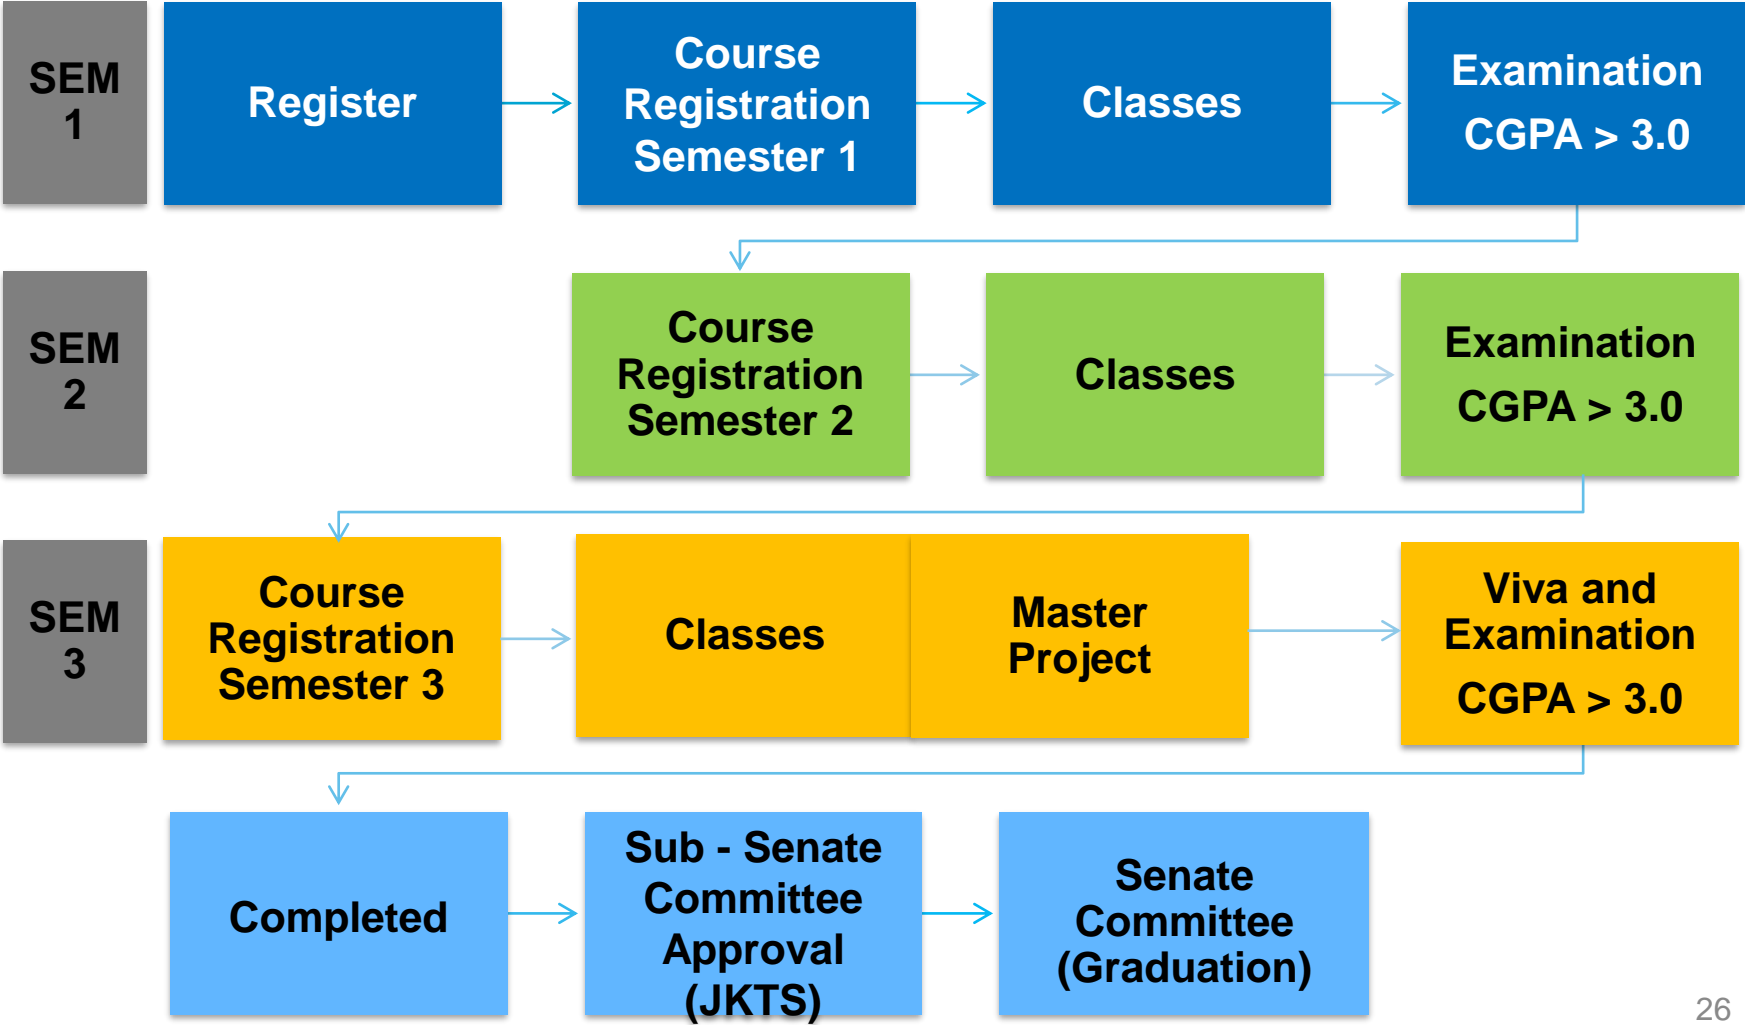 SEM
1
Register
Course
Registration
Semester 1
Classes
Examination
CGPA > 3.0
SEM
2
Course
Registration
Semester 2
Classes
Examination
CGPA > 3.0
SEM
3
Course
Registration
Semester 3
Classes
Master
Project
Viva and
Examination
CGPA > 3.0
Completed
Sub - Senate
Committee
Approval
(JKTS)
Senate
Committee
(Graduation)
26